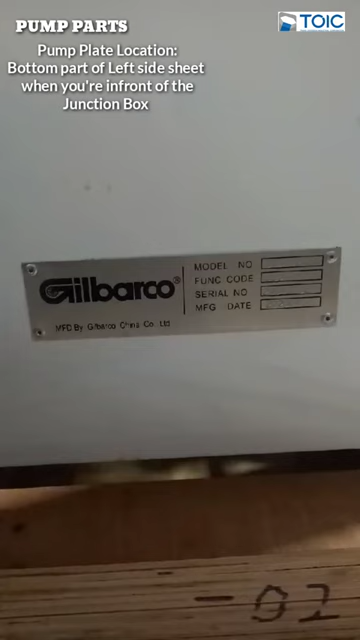 PUMP PARTS
TOIC
Pump Plate Location:
Bottom part of Left side sheet
when you're infront of the
Junction Box
Gilbarco®
MODEL NO
FUNC CODE
SERIAL NO
MFG DATE
MFD By Gilbarco China Co. Ltd
-02